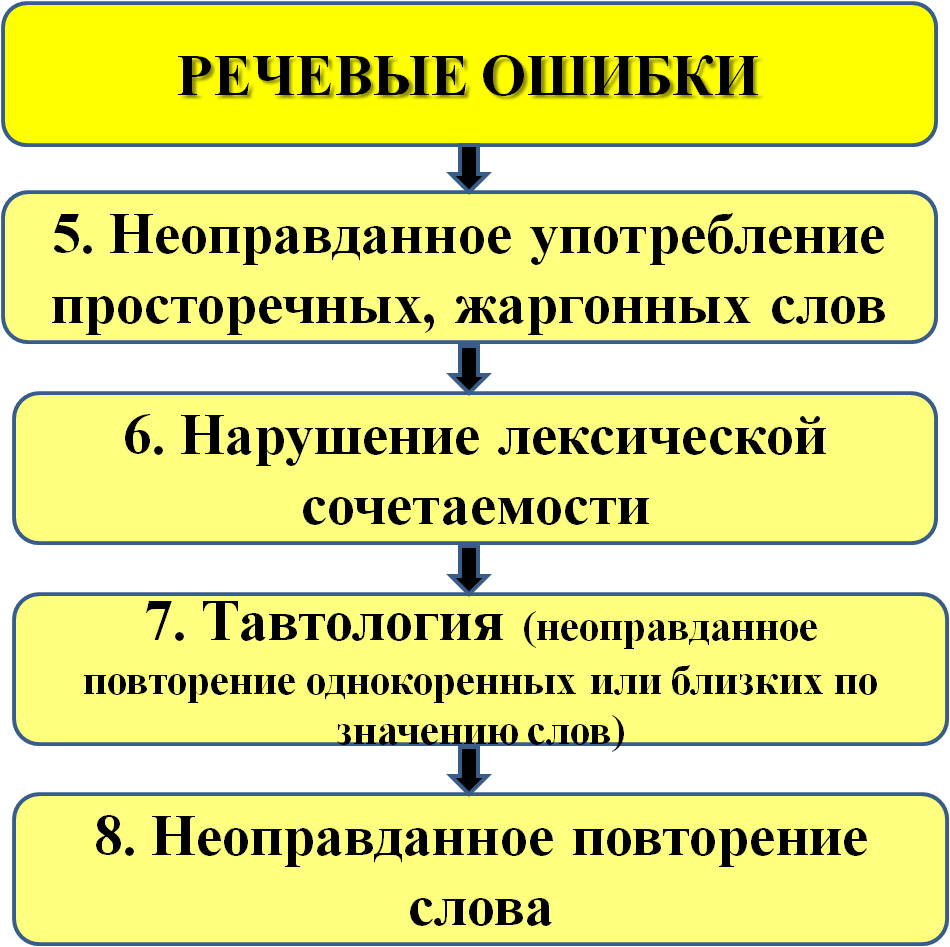 РЕЧЕВЫЕ ОШИБКИ
5. Неоправданное употребление
просторечных, жаргонных слов
6. Нарушение лексической
сочетаемости
7. Тавтология (неоправданное
повторение однокоренных или близких по
значению слов)
8. Неоправданное повторение
слова